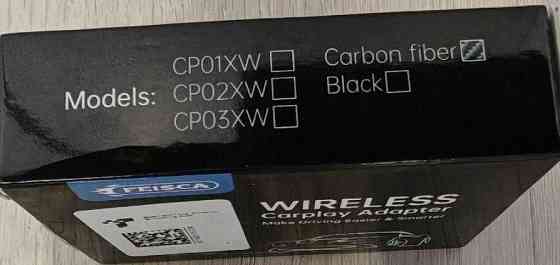 Models:
CP01XW
CP02XW
CP03XW
Carbon fiber
Black
FEISCA
WIRELESS
Carplay Adapter
Make Driving Easier & Smarter